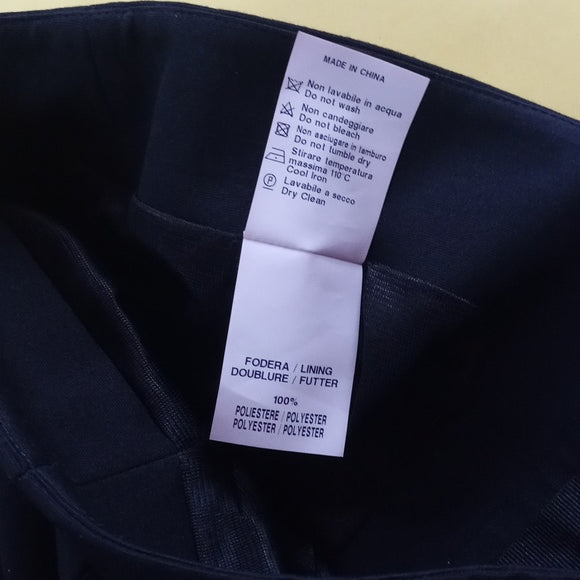 MADE IN CHINA
Non lavabile in acqua
Do not wash
Non candeggiare
Do not bleach
Non asciugare in tamburo
Do not tumble dry
Stirare temperatura
massima 110°C
Cool Iron
P Lavabile a secco
Dry Clean
FODERA / LINING
DOUBLURE / FUTTER
100%
POLIESTERE / POLYESTER
POLYESTER / POLYESTER